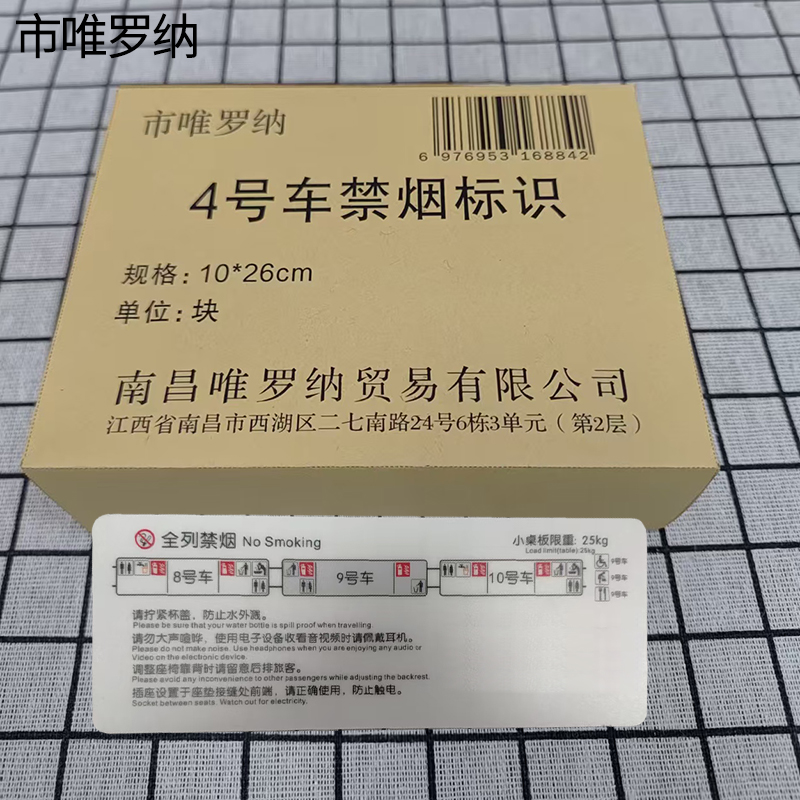 市唯罗纳
市唯罗纳
6 976953 168842
4号车禁烟标识
规格: 10*26cm
单位: 块
南昌唯罗纳贸易有限公司
江西省南昌市西湖区二七南路24号6栋3单元（第2层）
全列禁烟 No Smoking
小桌板限重: 25kg
Load limit(table) 25kg
8号车 9号车 10号车
9号车
9号车
9号车
请拧紧杯盖，防止水外溅。
Please be sure that your water bottle is spill proof when travelling.
请勿大声喧哗，使用电子设备收看音视频时请佩戴耳机。
Please do not make noise. Use headphones when you are enjoying any audio or
Video on the electronic device.
调整座椅靠背时请留意后排旅客。
Please avoid any inconvenience to other passengers while adjusting the backrest.
插座设置于座垫接缝处前端，请正确使用，防止触电。
Socket between seats. Watch out for electricity.